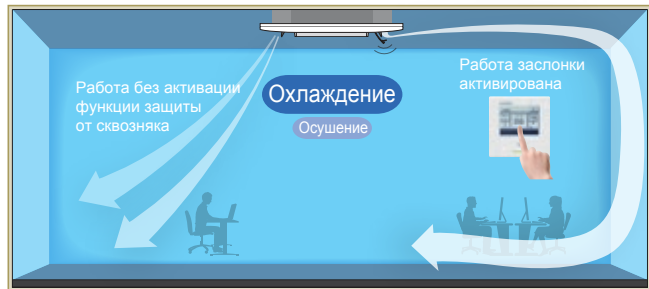 Работа без активации
функции защиты
от сквозняка
Охлаждение
Осушение
Работа заслонки
активирована